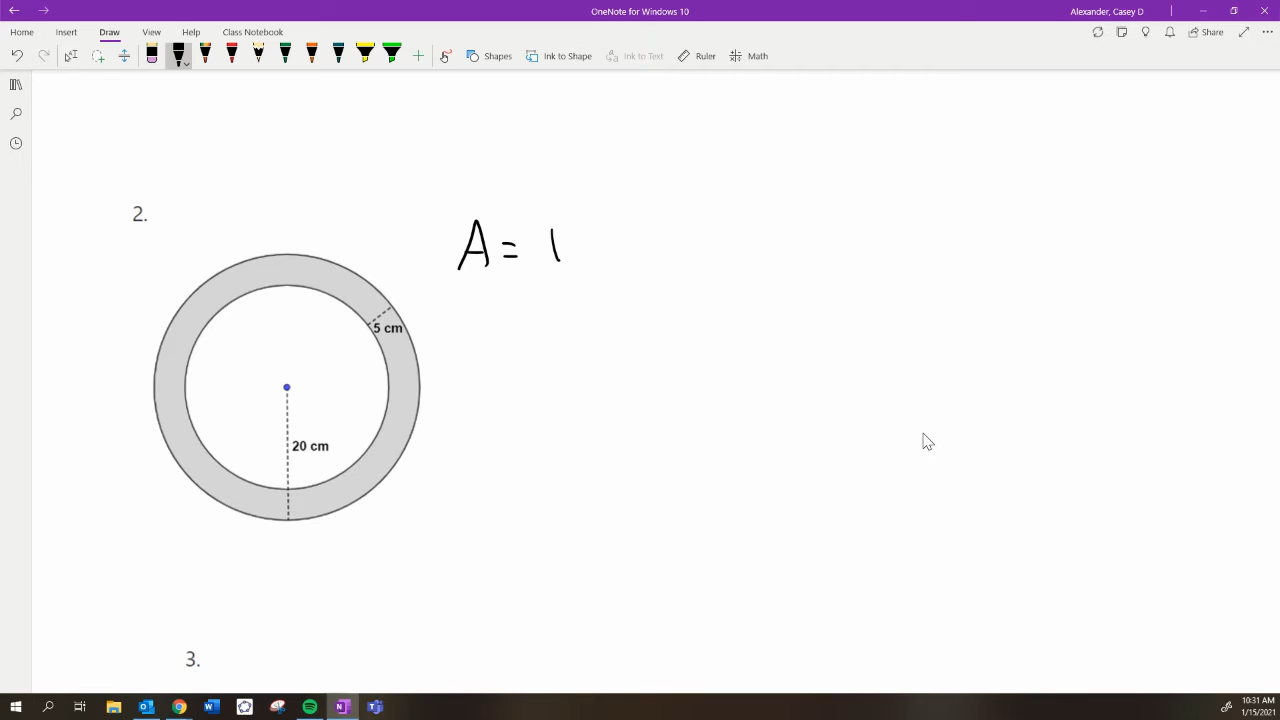 OneNote for Windows 10
Alexander, Casey D
Home Insert Draw View Help Class Notebook
Share
Shapes Ink to Shape Ink to Text Ruler Math
2.
A =
5 cm
20 cm
3.
10:31 AM
1/15/2021